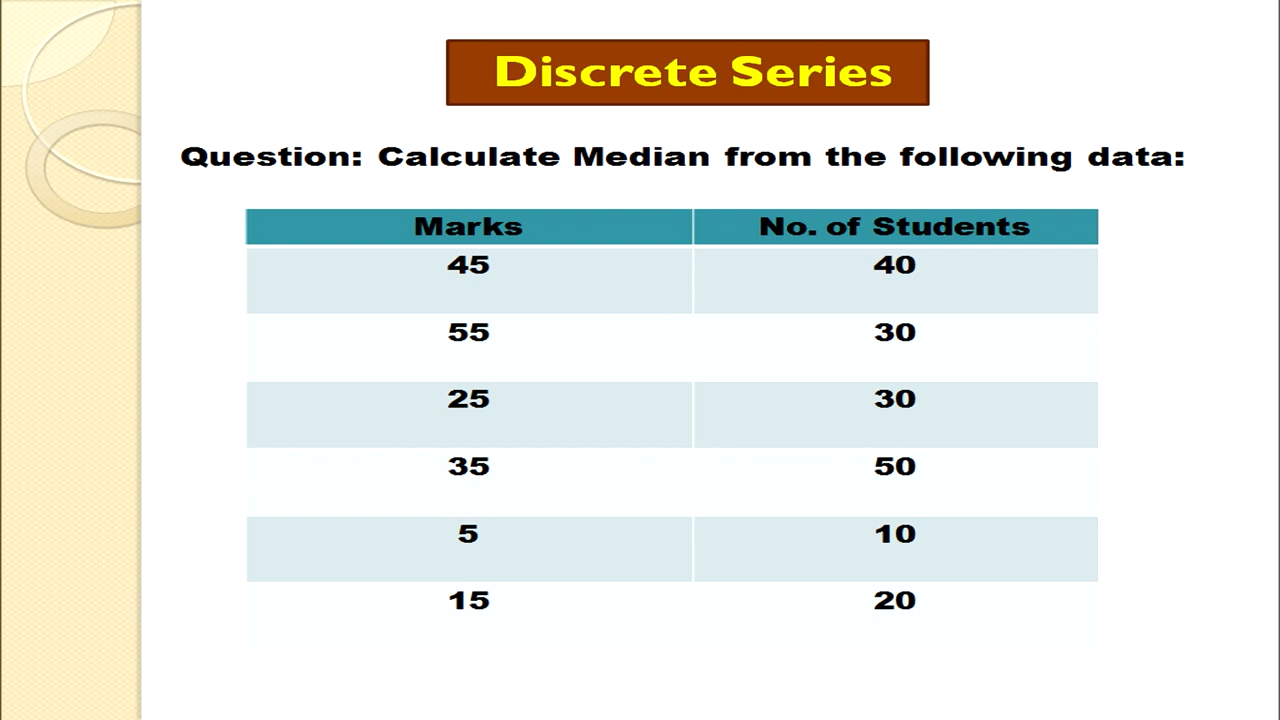 Discrete Series
Question: Calculate Median from the following data:
Marks No. of Students
45 40
55 30
25 30
35 50
5 10
15 20